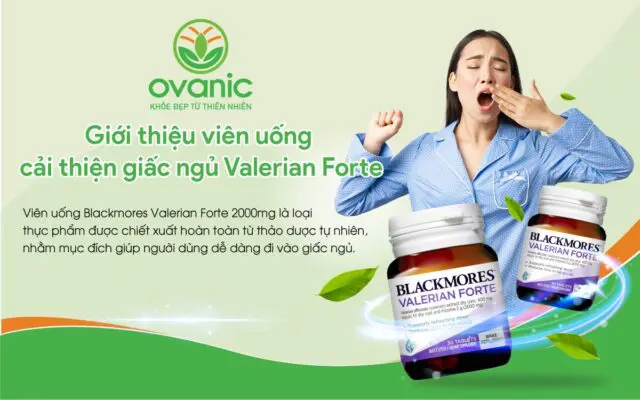 ovanic
KHỎE ĐẸP TỪ THIÊN NHIÊN
Giới thiệu viên uống
cải thiện giấc ngủ Valerian Forte
Viên uống Blackmores Valerian Forte 2000mg là loại
thực phẩm được chiết xuất hoàn toàn từ thảo dược tự nhiên,
nhằm mục đích giúp người dùng dễ dàng đi vào giấc ngủ.
BLACKMORES
VALERIAN FORTE
BLACKMORES
VALERIAN FORTE
30 TABLETS